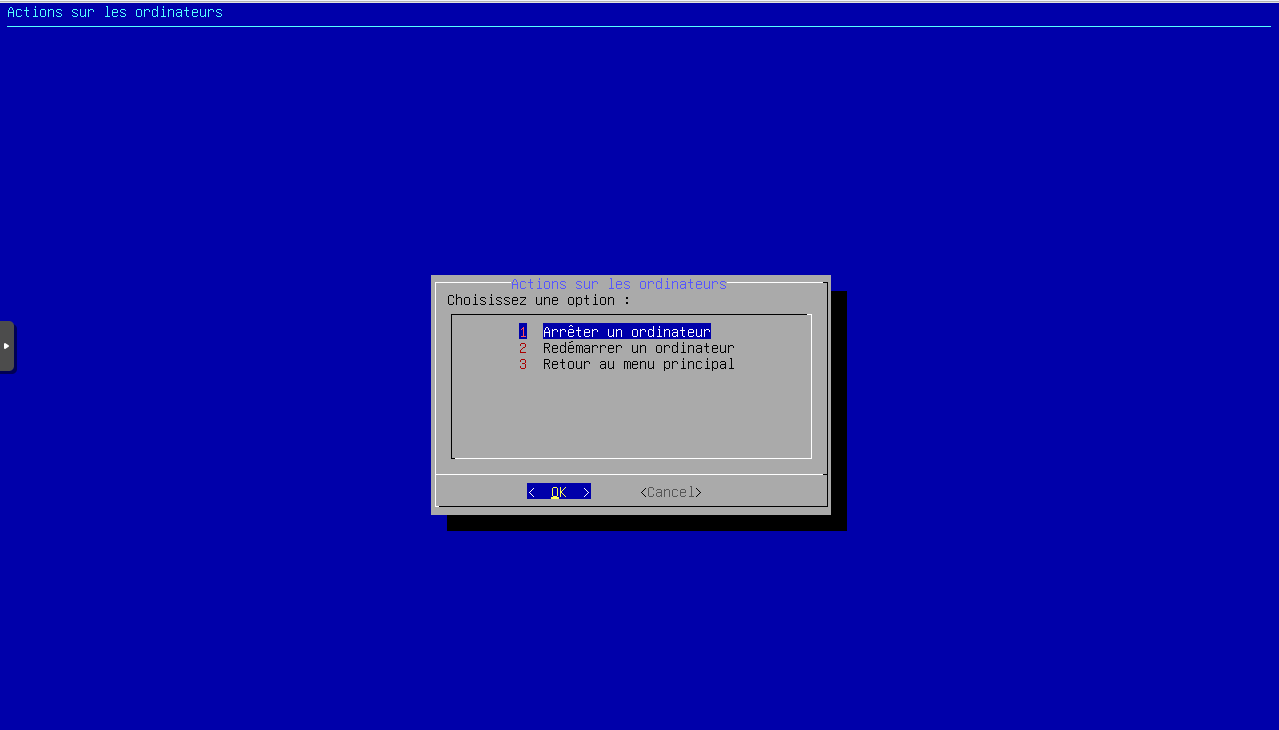 Actions sur les ordinateurs
Actions sur les ordinateurs
Choisissez une option :
1 Arrêter un ordinateur
2 Redémarrer un ordinateur
3 Retour au menu principal
< OK > <Cancel>